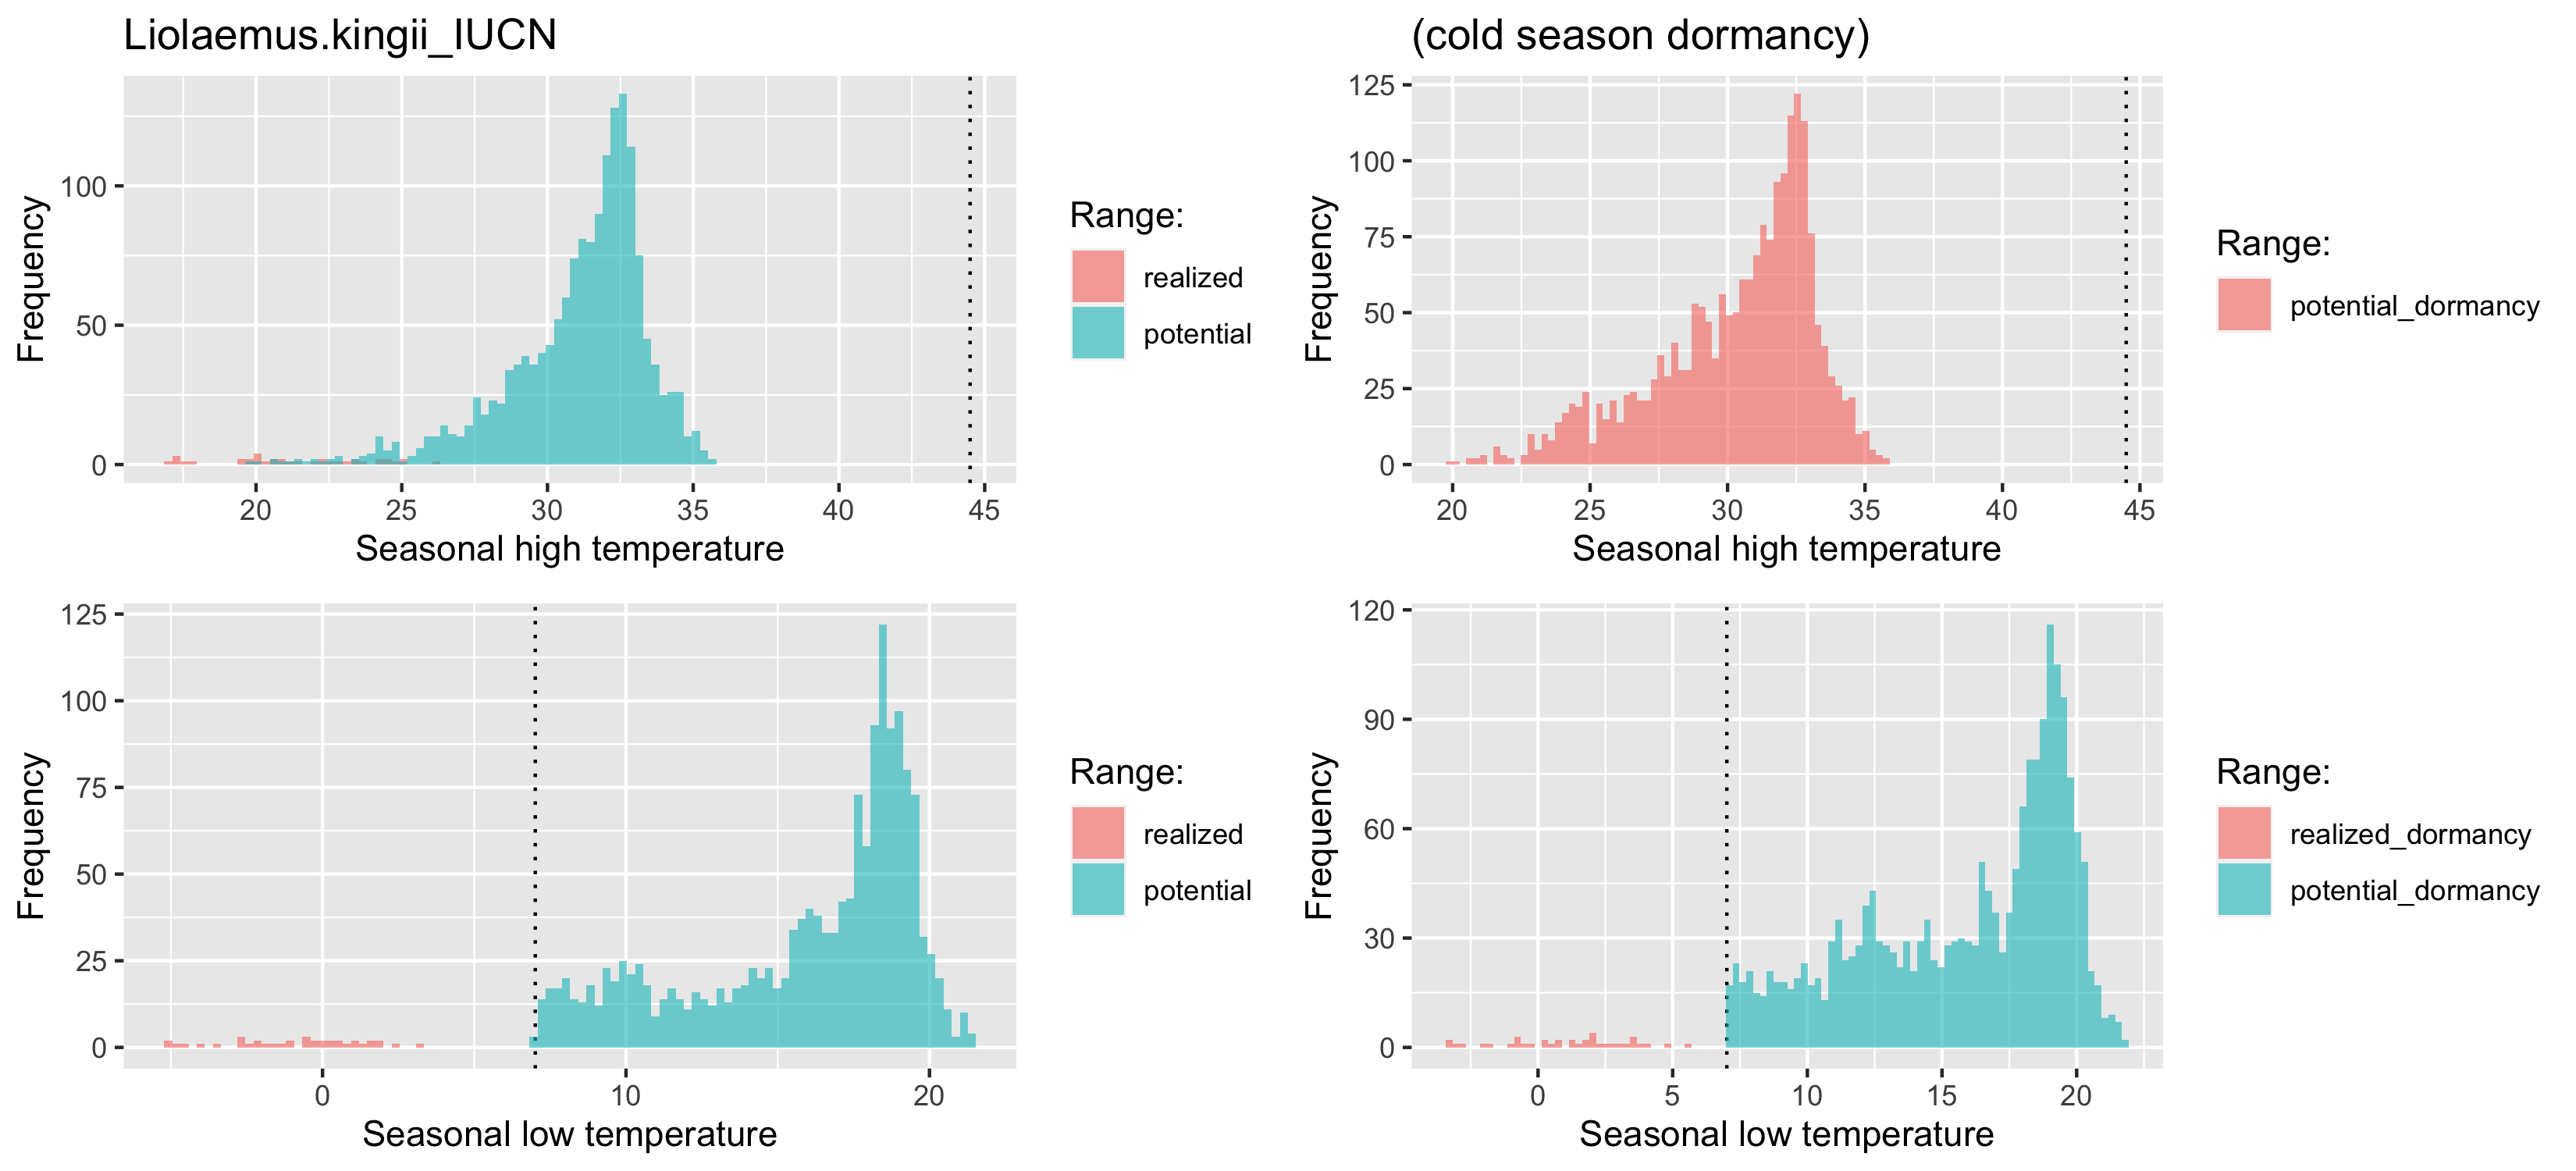 Liolaemus.kingii_IUCN
(cold season dormancy)
Frequency
100
50
0
20 25 30 35 40 45
Seasonal high temperature
Range:
realized
potential
Frequency
125
100
75
50
25
0
20 25 30 35 40 45
Seasonal high temperature
Range:
potential_dormancy
Frequency
125
100
75
50
25
0
0 10 20
Seasonal low temperature
Range:
realized
potential
Frequency
120
90
60
30
0
0 5 10 15 20
Seasonal low temperature
Range:
realized_dormancy
potential_dormancy